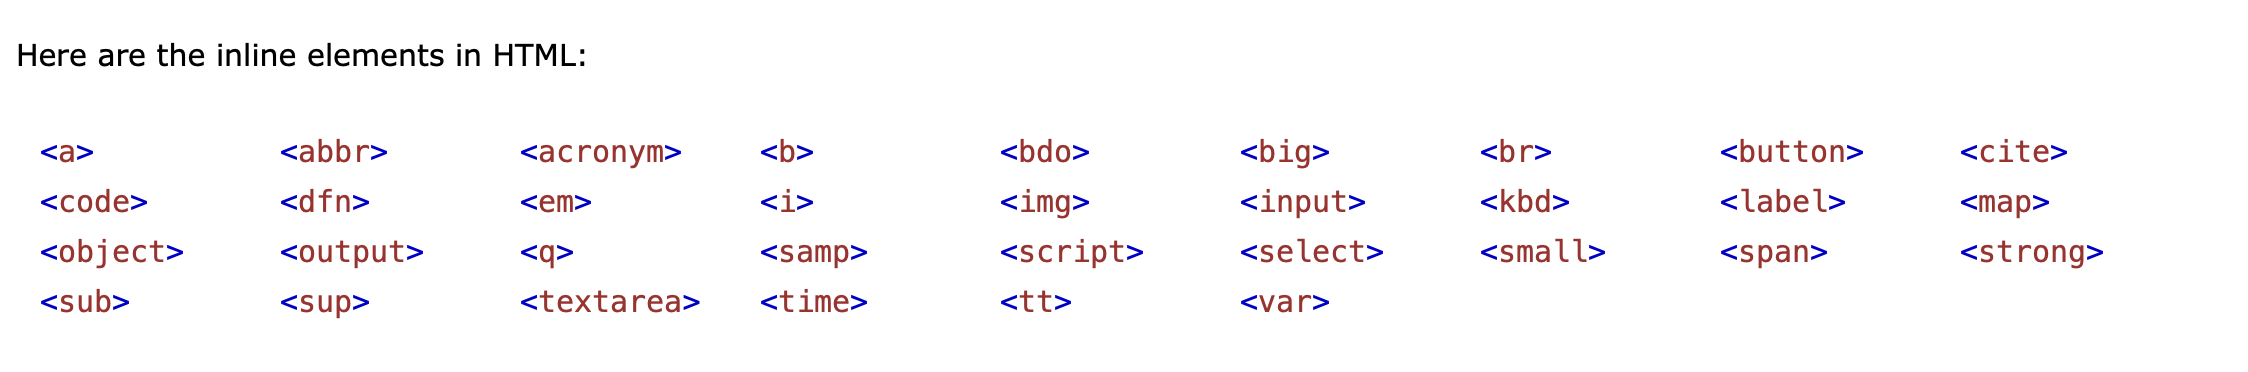 Here are the inline elements in HTML:
<a> <abbr> <acronym> <b> <bdo> <big> <br> <button> <cite>
<code> <dfn> <em> <i> <img> <input> <kbd> <label> <map>
<object> <output> <q> <samp> <script> <select> <small> <span> <strong>
<sub> <sup> <textarea> <time> <tt> <var>